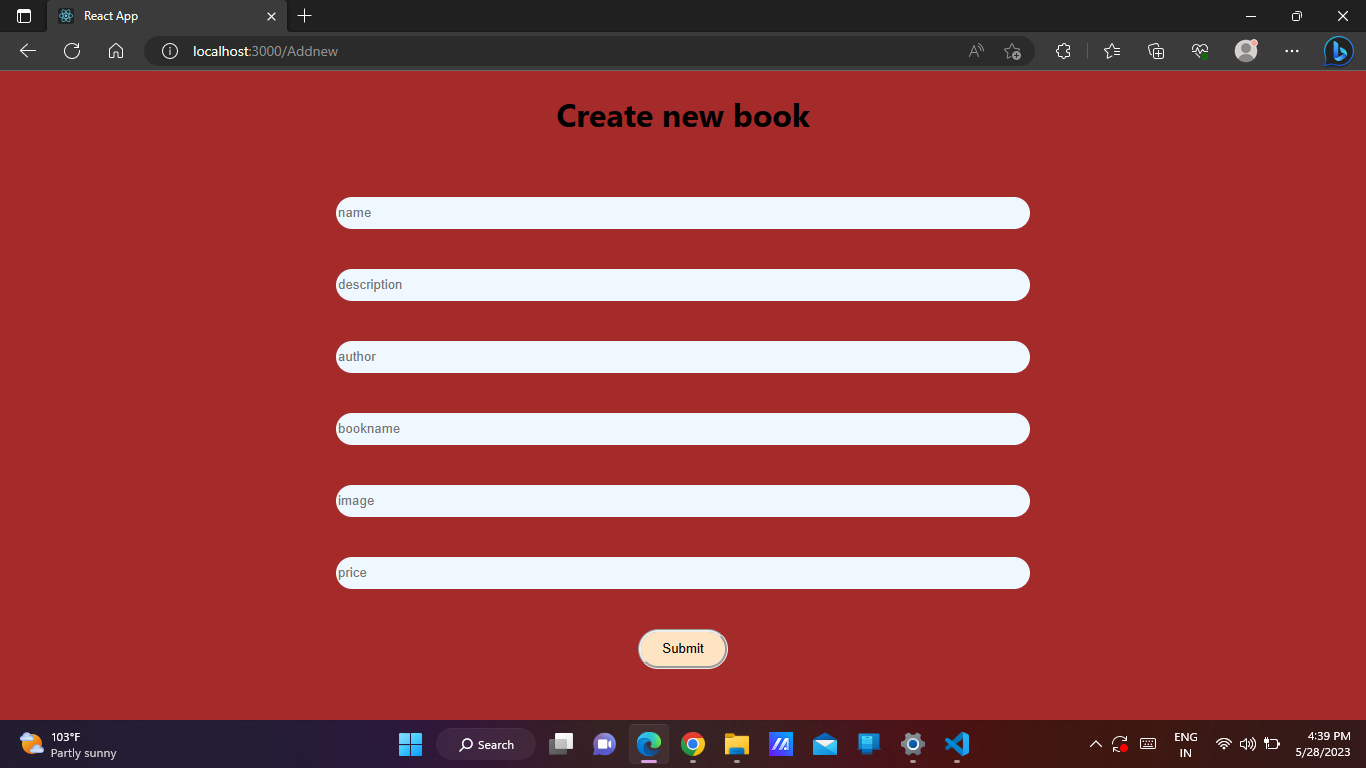 React App
localhost:3000/Addnew
Create new book
name
description
author
bookname
image
price
Submit
103°F
Partly sunny
Search
ENG
IN
4:39 PM
5/28/2023